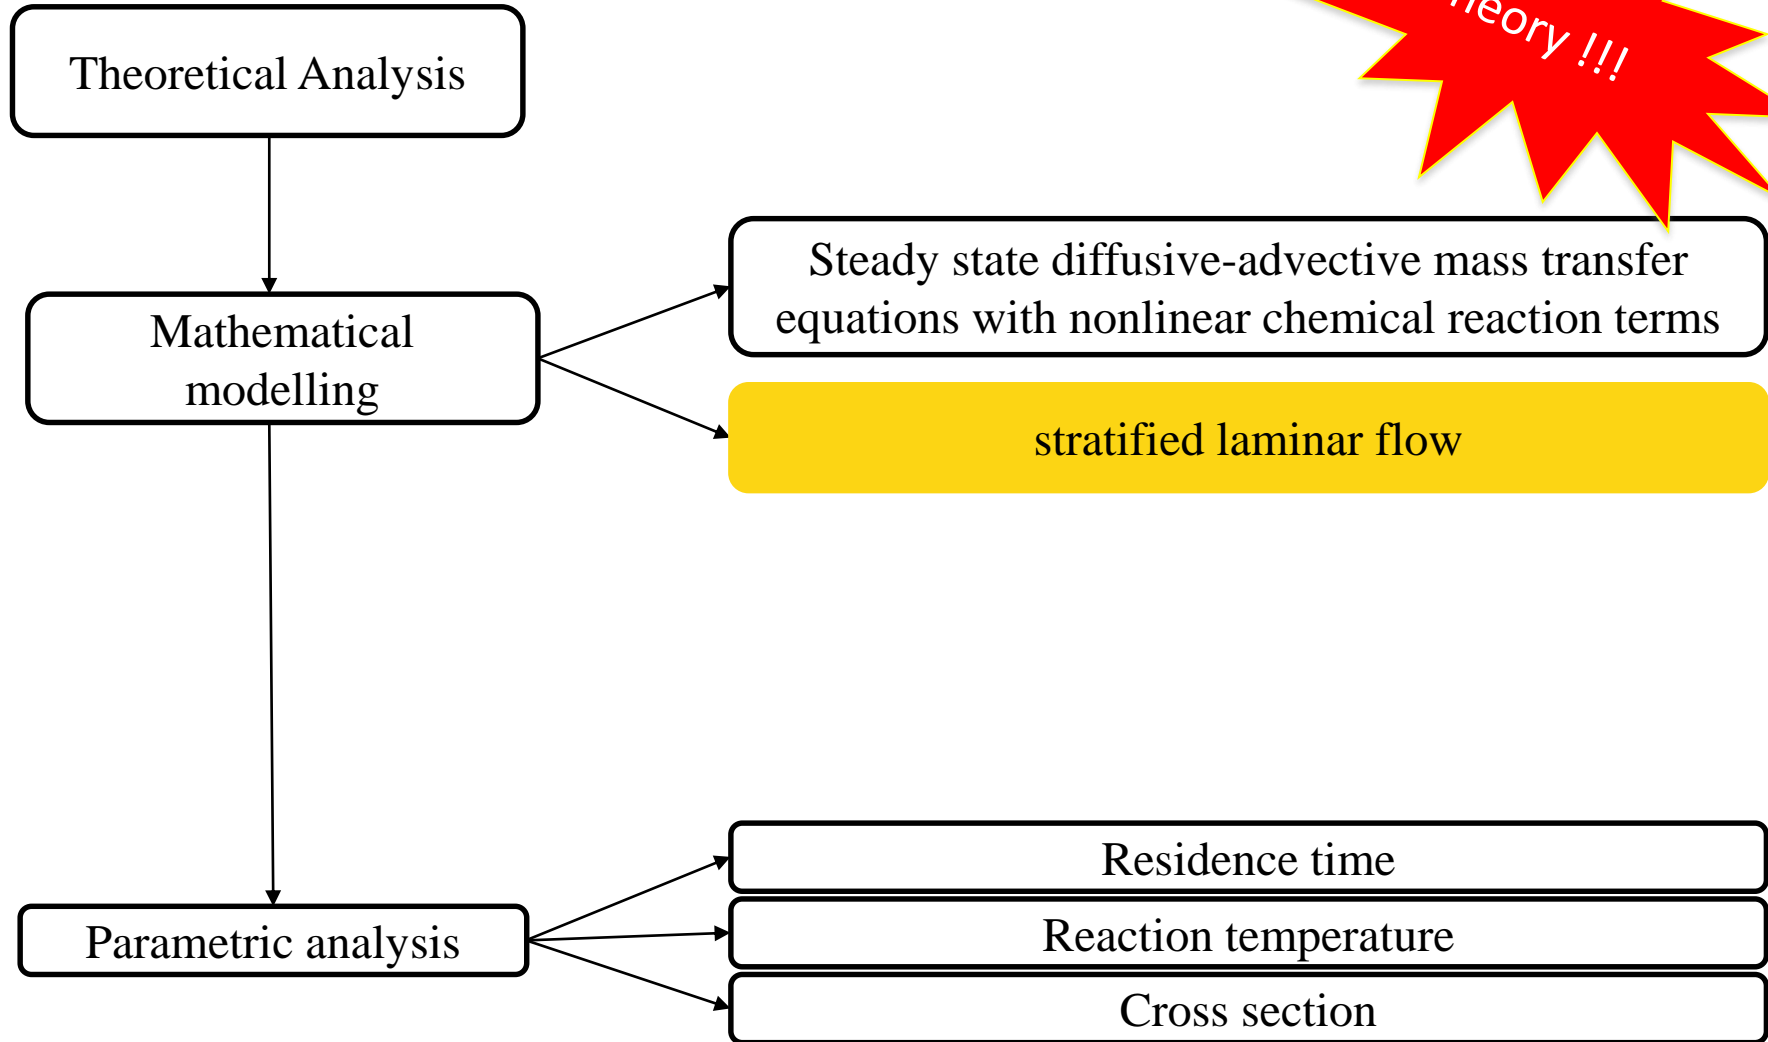 Theory !!!
Theoretical Analysis
Steady state diffusive-advective mass transfer
equations with nonlinear chemical reaction terms
Mathematical
modelling
stratified laminar flow
Residence time
Parametric analysis
Reaction temperature
Cross section